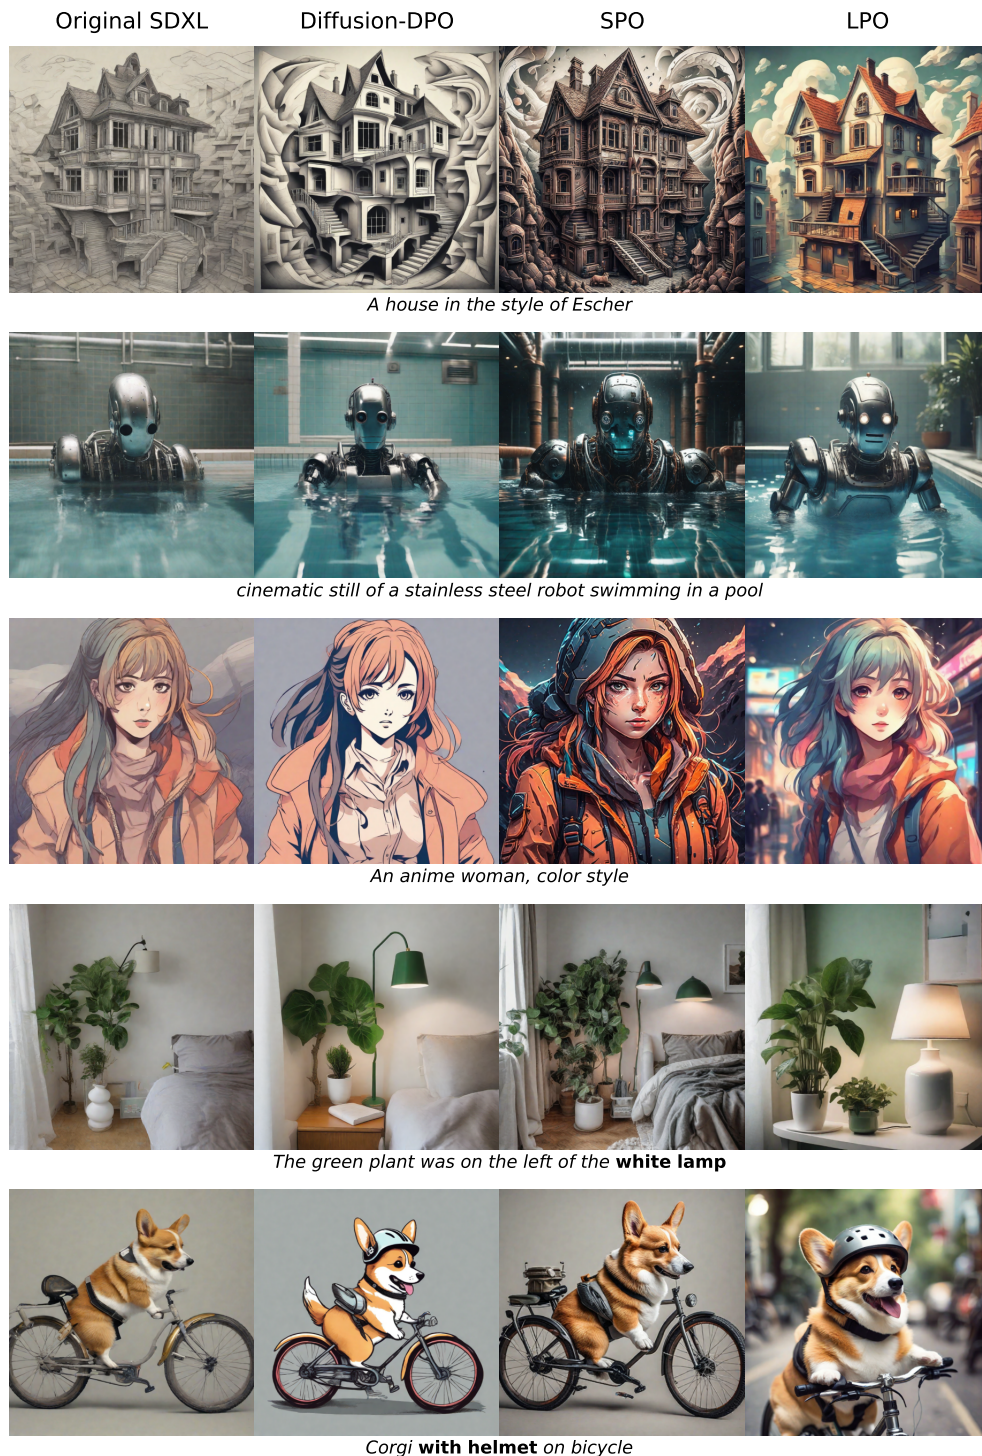 Original SDXL Diffusion-DPO SPO LPO
A house in the style of Escher
cinematic still of a stainless steel robot swimming in a pool
An anime woman, color style
The green plant was on the left of the white lamp
Corgi with helmet on bicycle